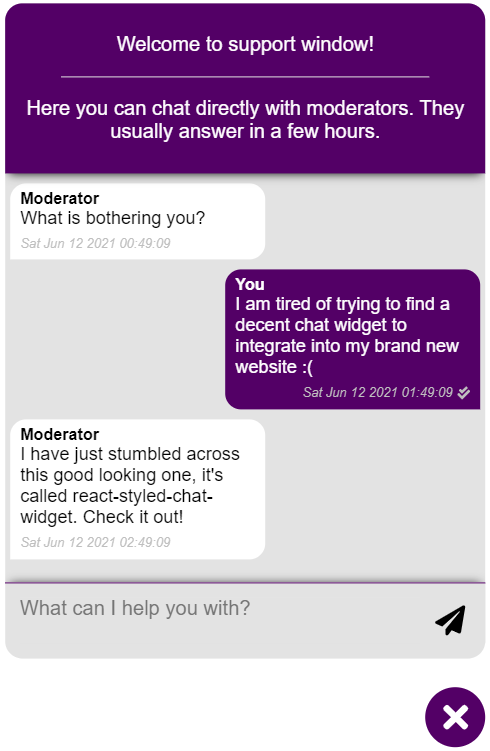 Welcome to support window!
Here you can chat directly with moderators. They
usually answer in a few hours.
Moderator
What is bothering you?
Sat Jun 12 2021 00:49:09
You
I am tired of trying to find a
decent chat widget to
integrate into my brand new
website :(
Sat Jun 12 2021 01:49:09
Moderator
I have just stumbled across
this good looking one, it's
called react-styled-chat-
widget. Check it out!
Sat Jun 12 2021 02:49:09
What can I help you with?